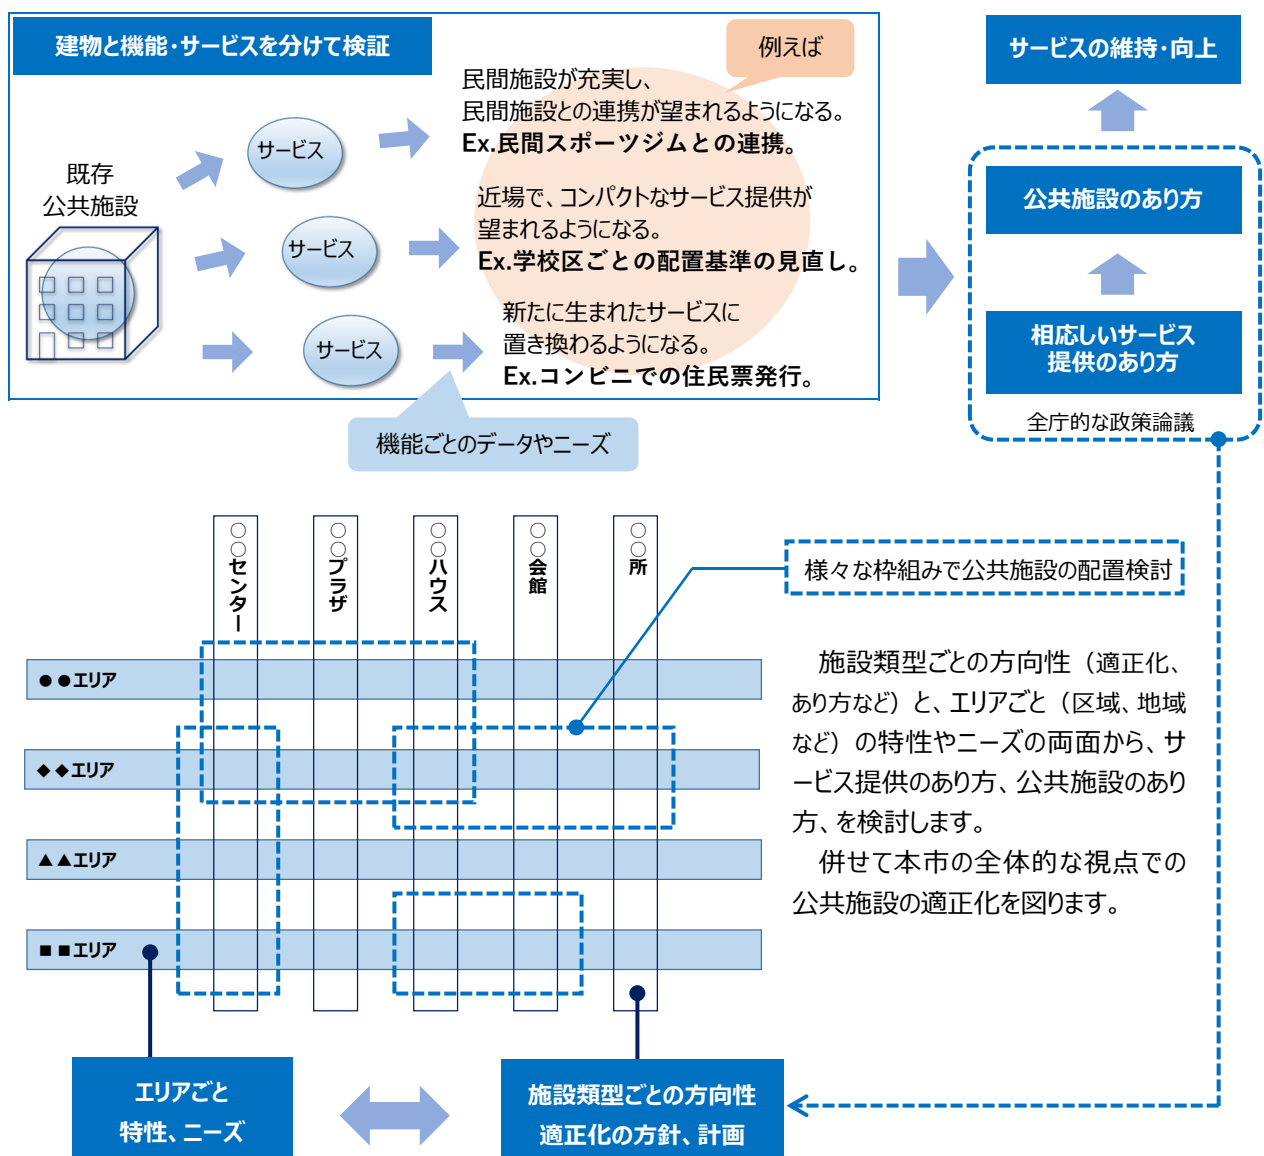 建物と機能・サービスを分けて検証
例えば
既存
公共施設
サービス
サービス
サービス
民間施設が充実し、
民間施設との連携が望まれるようになる。
Ex.民間スポーツジムとの連携。
近場で、コンパクトなサービス提供が
望まれるようになる。
Ex.学校区ごとの配置基準の見直し。
新たに生まれたサービスに
置き換わるようになる。
Ex.コンビニでの住民票発行。
機能ごとのデータやニーズ
サービスの維持・向上
公共施設のあり方
相応しいサービス
提供のあり方
全庁的な政策論議
○○センター
○○プラザ
○○ハウス
○○会館
○○所
●●エリア
◆◆エリア
▲▲エリア
■■エリア
様々な枠組みで公共施設の配置検討
施設類型ごとの方向性（適正化、
あり方など）と、エリアごと（区域、地域
など）の特性やニーズの両面から、サ
ービス提供のあり方、公共施設のあり
方、を検討します。
併せて本市の全体的な視点での
公共施設の適正化を図ります。
エリアごと
特性、ニーズ
施設類型ごとの方向性
適正化の方針、計画